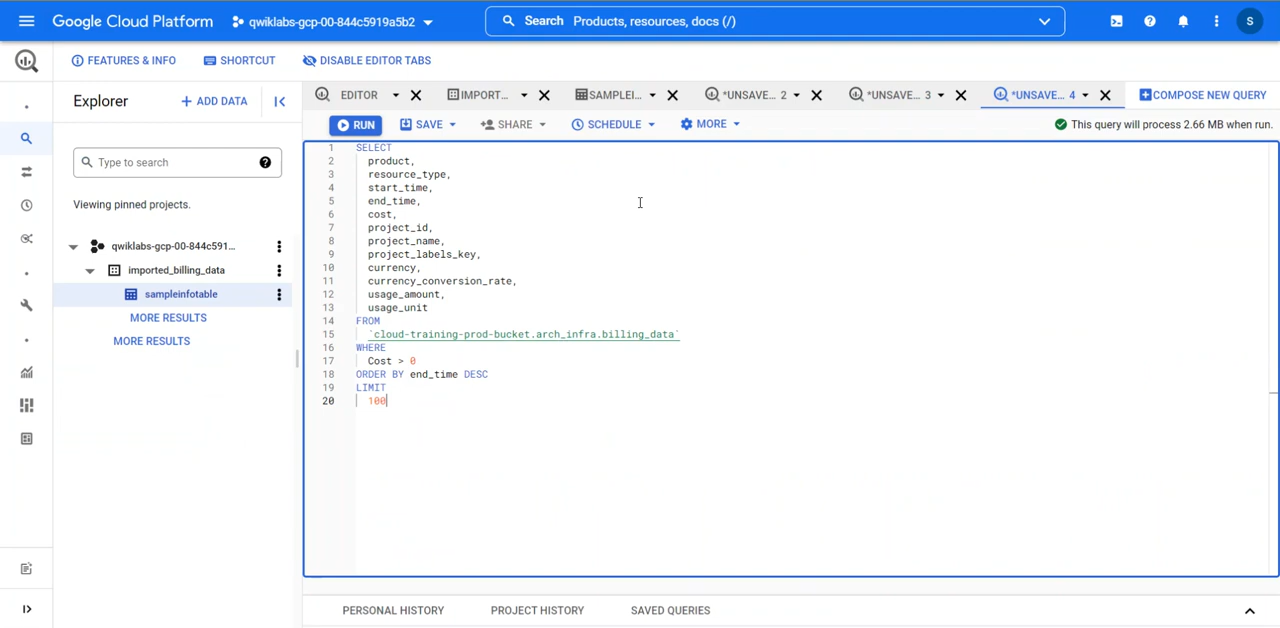 Google Cloud Platform qwiklabs-gcp-00-844c5919a5b2 Search Products, resources, docs (/) S
FEATURES & INFO SHORTCUT DISABLE EDITOR TABS
Explorer + ADD DATA
EDITOR IMPORT... SAMPLEI... *UNSAVE... 2 *UNSAVE... 3 *UNSAVE... 4 COMPOSE NEW QUERY
RUN SAVE SHARE SCHEDULE MORE This query will process 2.66 MB when run.
Type to search
Viewing pinned projects.
qwiklabs-gcp-00-844c591...
imported_billing_data
sampleinfotable
MORE RESULTS
MORE RESULTS
1 SELECT
2 product,
3 resource_type,
4 start_time,
5 end_time,
6 cost,
7 project_id,
8 project_name,
9 project_labels_key,
10 currency,
11 currency_conversion_rate,
12 usage_amount,
13 usage_unit
14 FROM
15 `cloud-training-prod-bucket.arch_infra.billing_data`
16 WHERE
17 Cost > 0
18 ORDER BY end_time DESC
19 LIMIT
20 100
PERSONAL HISTORY PROJECT HISTORY SAVED QUERIES